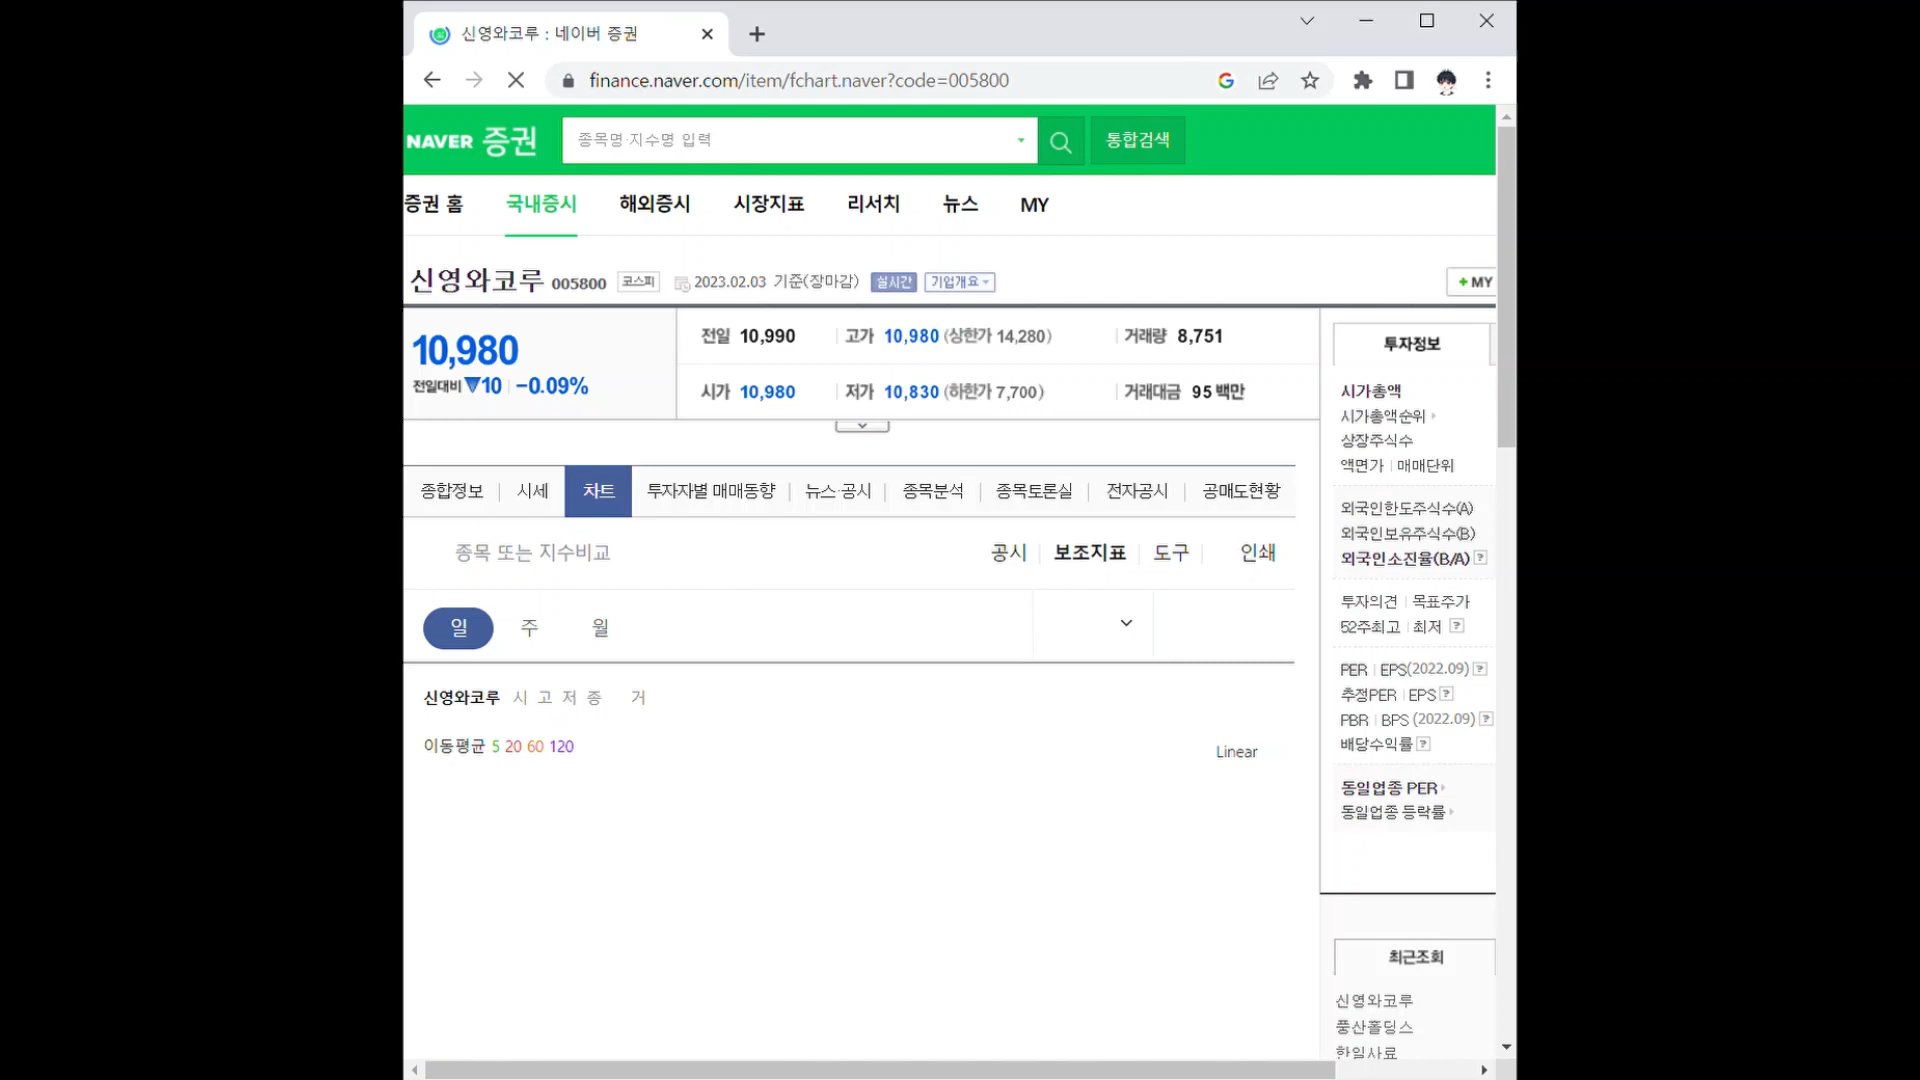 신영와코루 : 네이버 증권
finance.naver.com/item/fchart.naver?code=005800
NAVER 증권 종목명·지수명 입력 통합검색
증권 홈 국내증시 해외증시 시장지표 리서치 뉴스 MY
신영와코루 005800 코스피 2023.02.03 기준(장마감) 실시간 기업개요 + MY
10,980
전일대비 ▼10 -0.09%
전일 10,990 고가 10,980 (상한가 14,280) 거래량 8,751
시가 10,980 저가 10,830 (하한가 7,700) 거래대금 95 백만
종합정보 시세 차트 투자자별 매매동향 뉴스·공시 종목분석 종목토론실 전자공시 공매도현황
종목 또는 지수비교 공시 보조지표 도구 인쇄
일 주 월
신영와코루 시 고 저 종 거
이동평균 5 20 60 120
Linear
투자정보
시가총액
시가총액순위
상장주식수
액면가 매매단위
외국인한도주식수(A)
외국인보유주식수(B)
외국인소진율(B/A) ?
투자의견 목표주가
52주최고 최저 ?
PER EPS(2022.09) ?
추정PER EPS ?
PBR BPS (2022.09) ?
배당수익률 ?
동일업종 PER
동일업종 등락률
최근조회
신영와코루
풍산홀딩스
한일사료